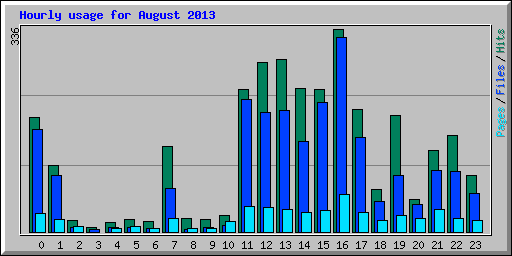 Hourly usage for August 2013
336
Pages/Files/Hits
0 1 2 3 4 5 6 7 8 9 10 11 12 13 14 15 16 17 18 19 20 21 22 23